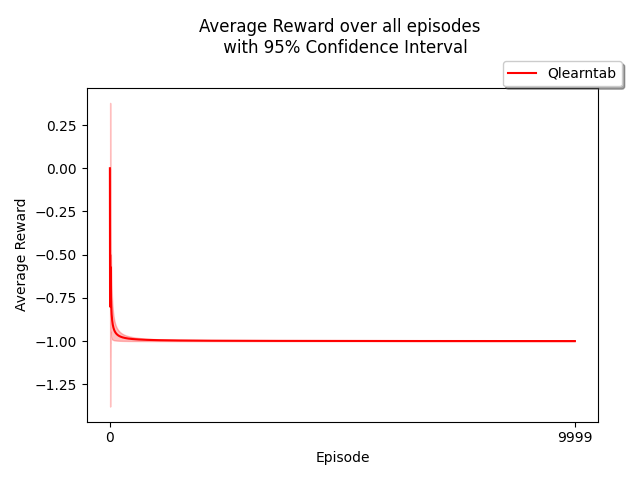 Average Reward over all episodes
with 95% Confidence Interval
Qlearntab
0.25
0.00
−0.25
−0.50
−0.75
−1.00
−1.25
Average Reward
0
9999
Episode